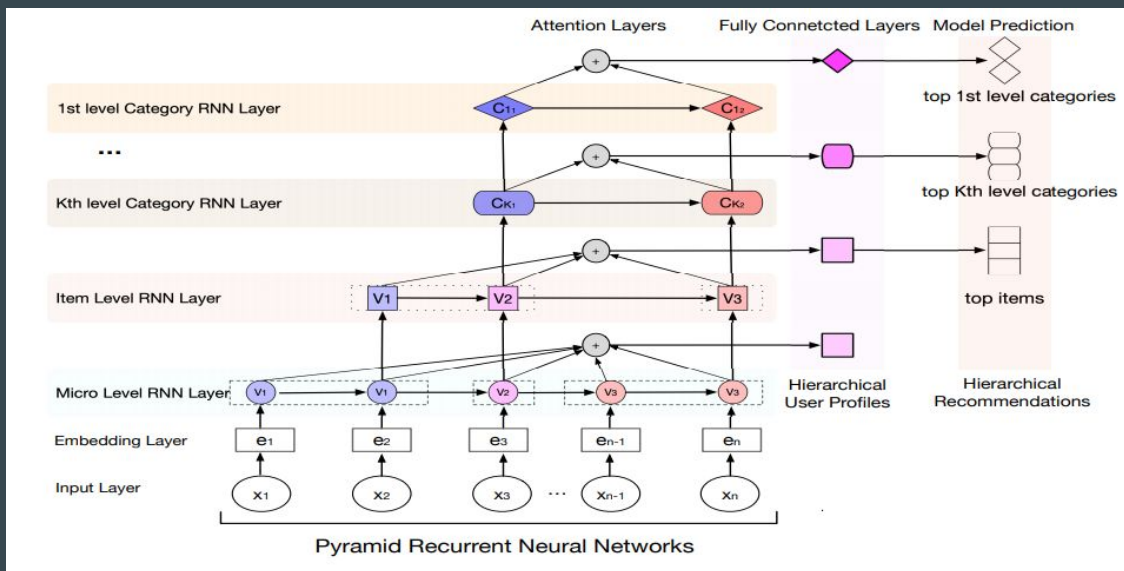 Attention Layers
Fully Connetcted Layers
Model Prediction
+
top 1st level categories
1st level Category RNN Layer
C11
C12
...
+
top Kth level categories
Kth level Category RNN Layer
CK1
CK2
+
top items
Item Level RNN Layer
V1
V2
V3
+
Hierarchical
User Profiles
Hierarchical
Recommendations
Micro Level RNN Layer
V1
V1
V2
V3
V3
Embedding Layer
e1
e2
e3
en-1
en
Input Layer
x1
x2
x3
...
xn-1
xn
Pyramid Recurrent Neural Networks